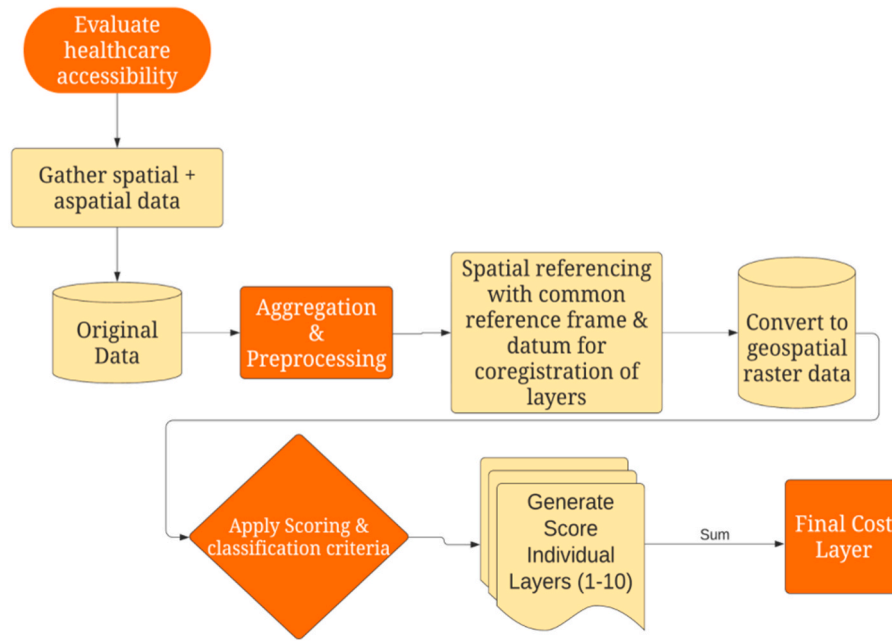 Evaluate
healthcare
accessibility
Gather spatial +
aspatial data
Original
Data
Aggregation
&
Preprocessing
Spatial referencing
with common
reference frame &
datum for
coregistration of
layers
Convert to
geospatial
raster data
Apply Scoring &
classification criteria
Generate
Score
Individual
Layers (1-10)
Sum
Final Cost
Layer